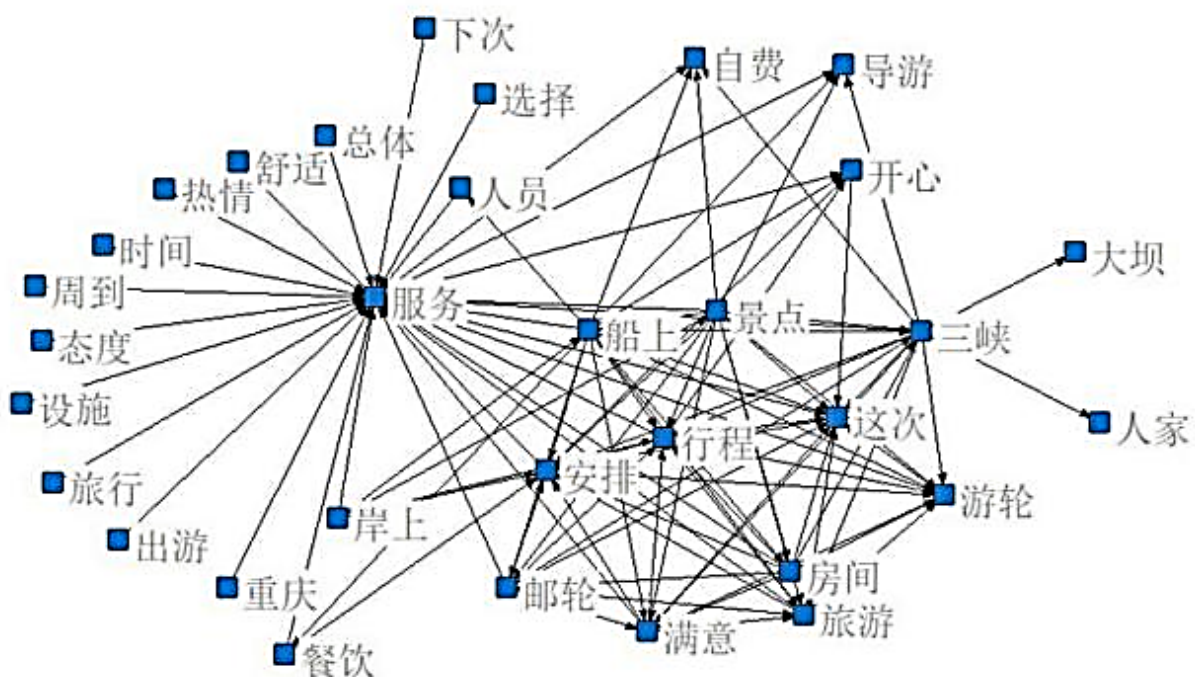 下次
自费
导游
选择
总体
舒适
热情
人员
开心
时间
大坝
周到
服务
船上
景点
三峡
态度
设施
行程
这次
人家
旅行
安排
游轮
岸上
出游
重庆
邮轮
房间
旅游
满意
餐饮